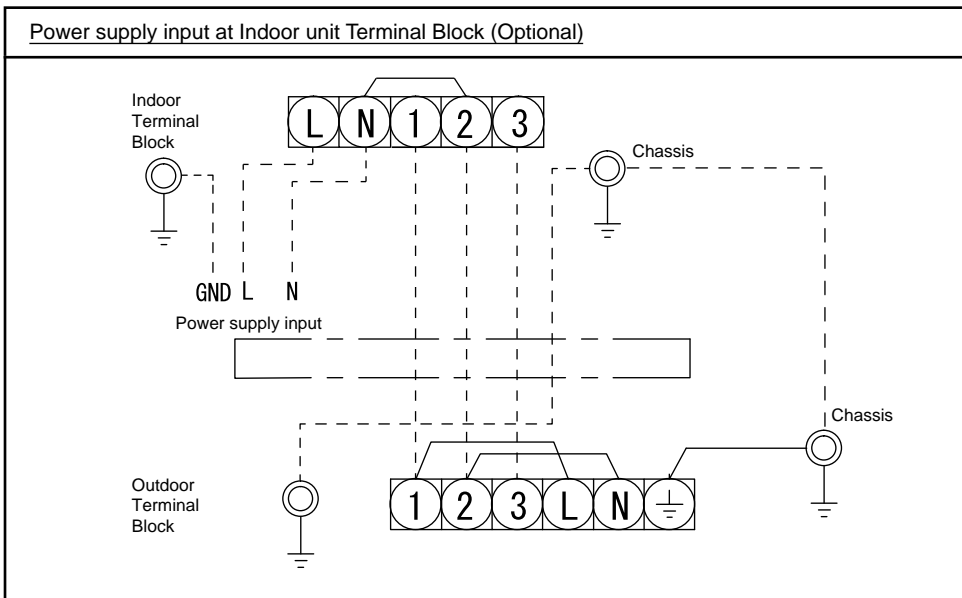 Power supply input at Indoor unit Terminal Block (Optional)
Indoor
Terminal
Block
L N 1 2 3
Chassis
GND L N
Power supply input
Chassis
Outdoor
Terminal
Block
1 2 3 L N